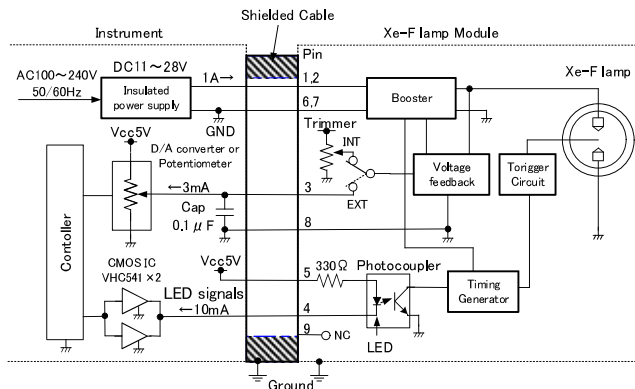 Shielded Cable
Instrument
Pin
Xe-F lamp Module
AC100～240V
50/60Hz
DC11～28V
Insulated
power supply
1A→
1,2
6,7
GND
Booster
Xe-F lamp
Vcc5V
D/A converter or
Potentiometer
Trimmer
INT
EXT
←3mA
3
Cap
0.1μF
8
Voltage
feedback
Torigger
Circuit
Contoller
CMOS IC
VHC541 ×2
Vcc5V
5
330Ω
Photocoupler
LED signals
←10mA
4
9
NC
LED
Timing
Generator
Ground